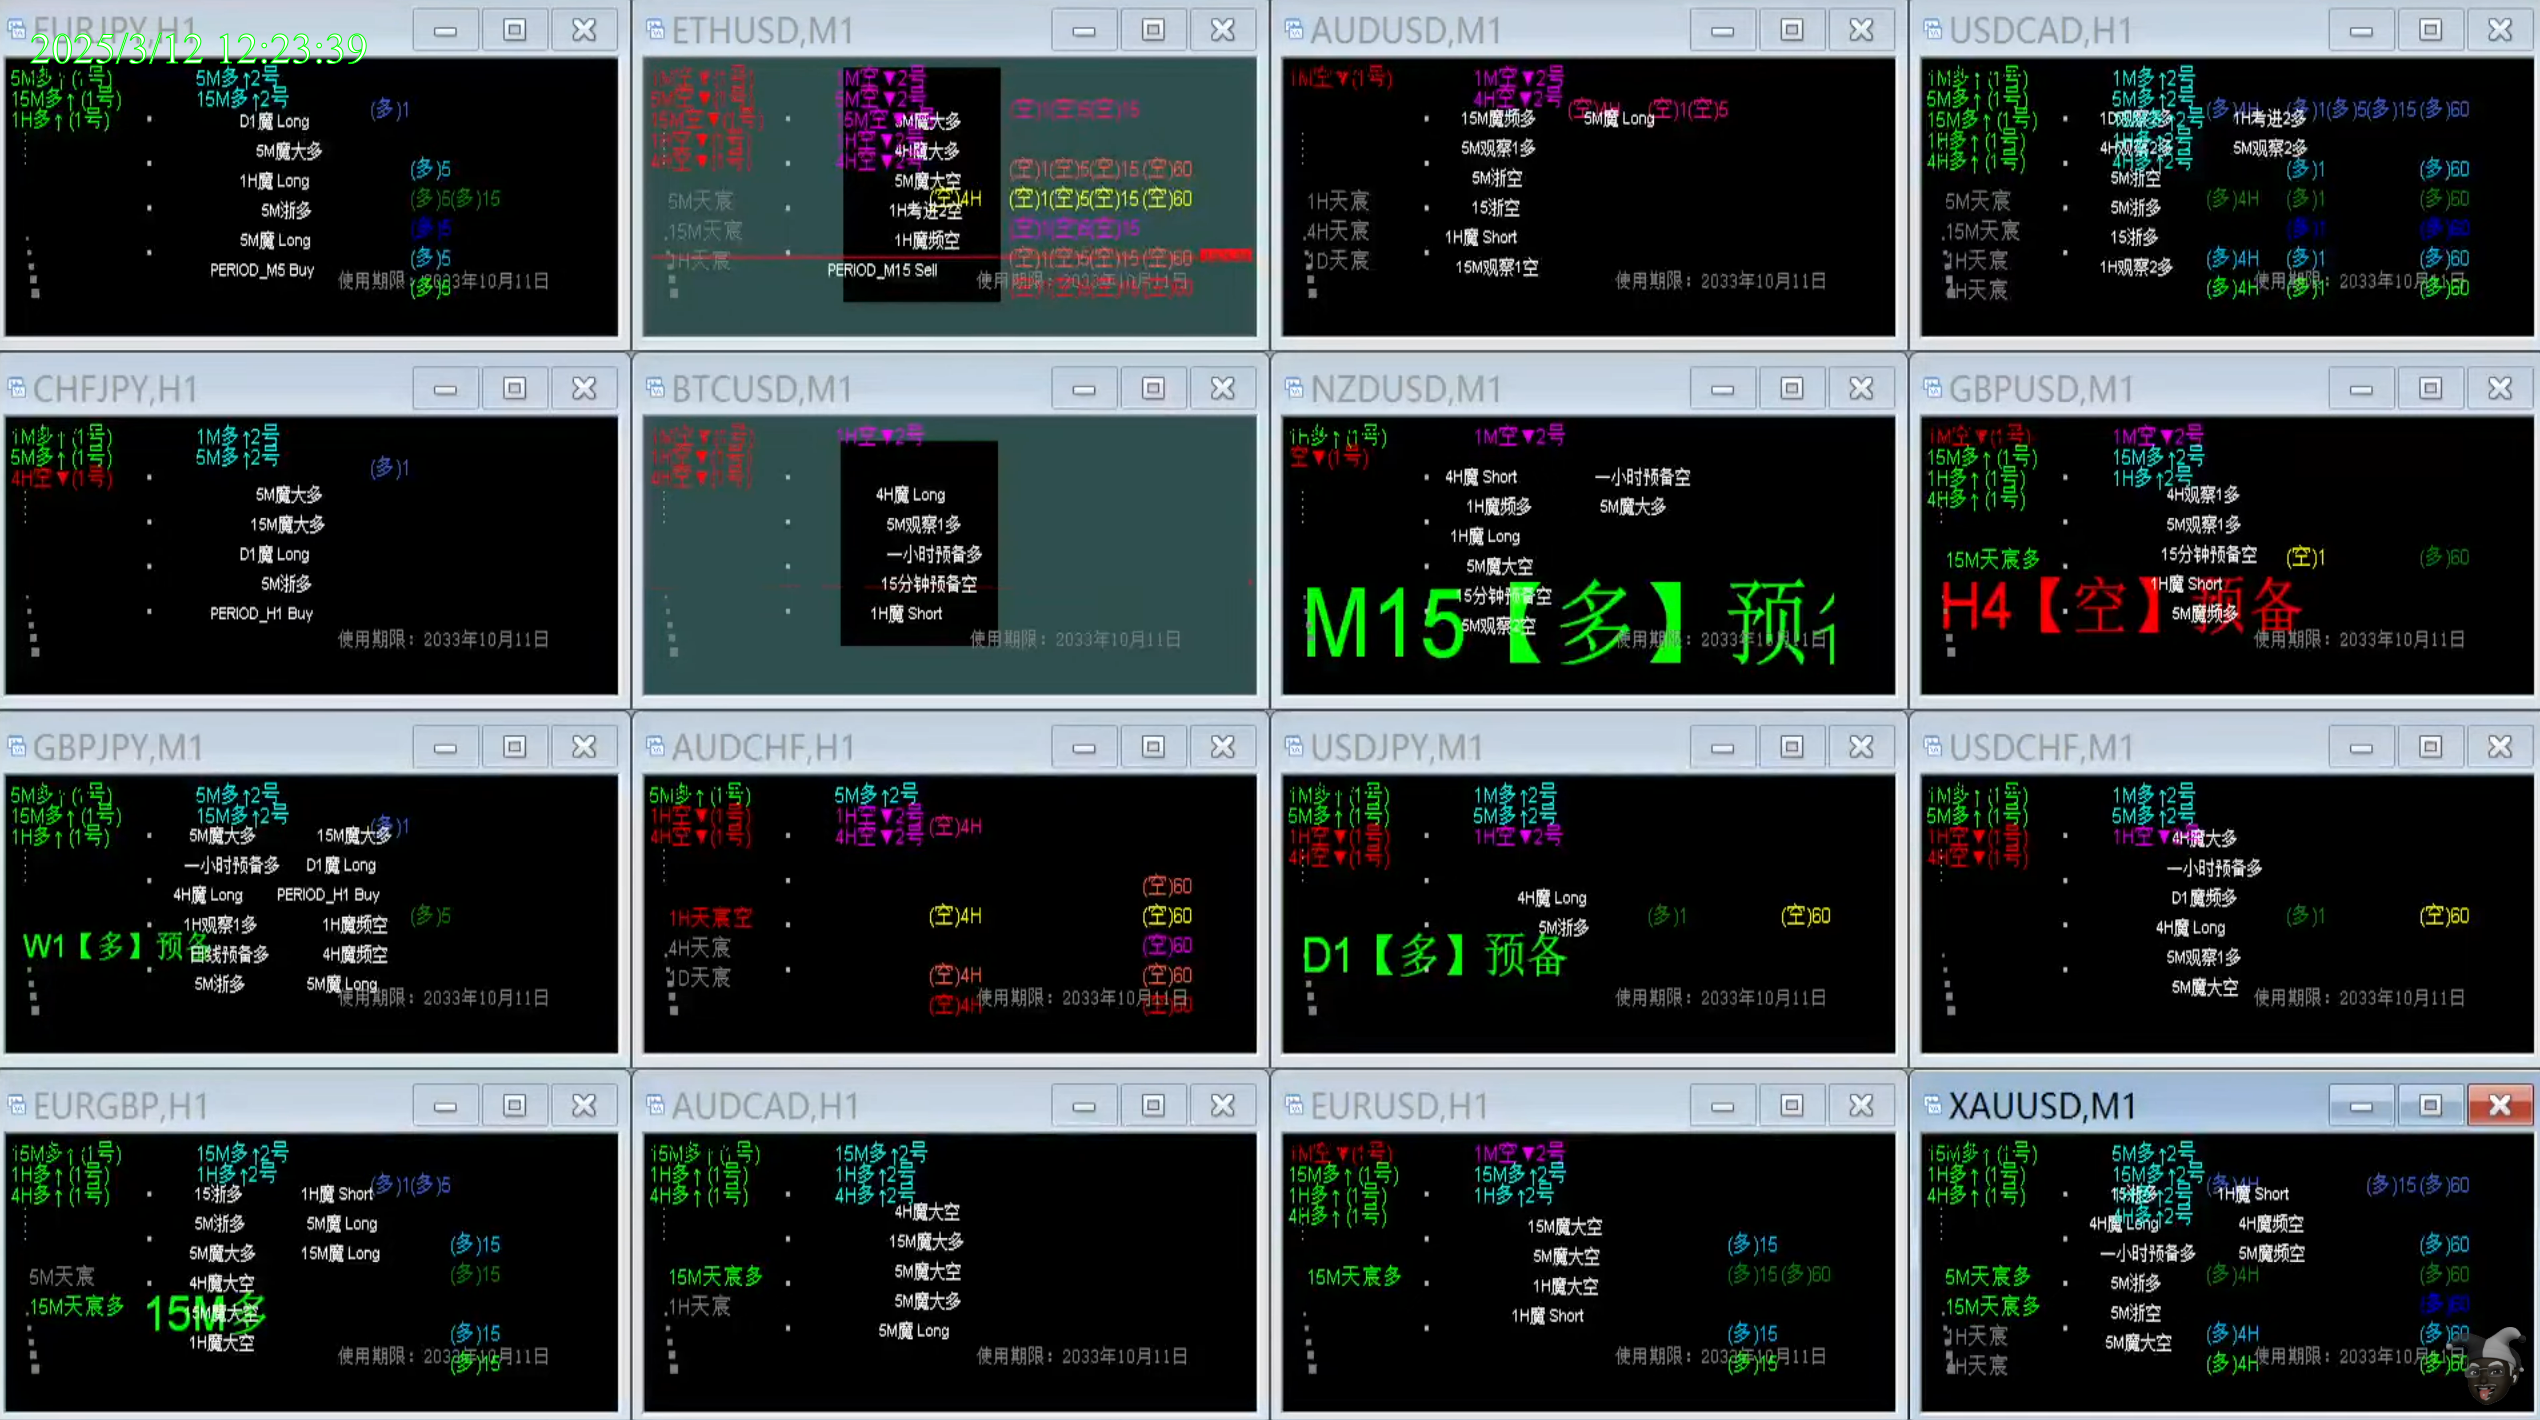 EURJPY,H1
2025/3/12 12:23:39
5M多↑(1号) 5M多↑2号
15M多↑(1号) 15M多↑2号
1H多↑(1号)
(多)1
D1魔 Long
5M魔大多
(多)5
1H魔 Long
(多)5(多)15
5M浙多
(多)5
5M魔 Long
(多)5
PERIOD_M5 Buy
使用期限：2033年10月11日
(多)5
ETHUSD,M1
1M空▼(1号) 1M空▼2号
5M空▼(1号) 5M空▼2号
15M空▼(1号) 15M空▼2号
1H空▼(1号) 1H空▼2号
4H空▼(1号) 4H空▼2号
(空)1(空)5(空)15
5M魔大多
4H魔大多
(空)1(空)5(空)15(空)60
5M魔大空
5M天宸
(空)4H (空)1(空)5(空)15(空)60
1H考进2空
.15M天宸
(空)1(空)5(空)15
1H魔频空
1H天宸
(空)1(空)5(空)15(空)60
PERIOD_M15 Sell
使用期限：2033年10月11日
AUDUSD,M1
1M空▼(1号) 1M空▼2号
4H空▼2号
(空)4H (空)1(空)5
15M魔频多 5M魔 Long
5M观察1多
5M浙空
1H天宸
15浙空
.4H天宸
1H魔 Short
1D天宸
15M观察1空
使用期限：2033年10月11日
USDCAD,H1
1M多↑(1号) 1M多↑2号
5M多↑(1号) 5M多↑2号
15M多↑(1号)
1H多↑(1号)
4H多↑(1号) 4H多↑2号
(多)4H (多)1(多)5(多)15(多)60
1D观察2多 1H考进2多
4H观察2多 5M观察2多
(多)1 (多)60
5M浙空
5M天宸
(多)4H (多)1 (多)60
5M浙多
.15M天宸
(多)1 (多)60
15浙多
1H天宸
(多)4H (多)1 (多)60
1H观察2多
4H天宸
使用期限：2033年10月11日
(多)4H (多)1 (多)60
CHFJPY,H1
1M多↑(1号) 1M多↑2号
5M多↑(1号) 5M多↑2号
4H空▼(1号)
(多)1
5M魔大多
15M魔大多
D1魔 Long
5M浙多
PERIOD_H1 Buy
使用期限：2033年10月11日
BTCUSD,M1
1M空▼(1号) 1H空▼2号
1H空▼(1号)
4H空▼(1号)
4H魔 Long
5M观察1多
一小时预备多
15分钟预备空
1H魔 Short
使用期限：2033年10月11日
NZDUSD,M1
1H多↑(1号) 1M空▼2号
空▼(1号)
4H魔 Short 一小时预备空
1H魔频多 5M魔大多
1H魔 Long
5M魔大空
15分钟预备空
5M观察2空
M15【多】预
使用期限：2033年10月11日
GBPUSD,M1
1M空▼(1号) 1M空▼2号
15M多↑(1号) 15M多↑2号
1H多↑(1号) 1H多↑2号
4H多↑(1号)
4H观察1多
5M观察1多
15分钟预备空 (空)1 (多)60
15M天宸多
1H魔 Short
H4【空】预备
5M魔频多
使用期限：2033年10月11日
GBPJPY,M1
5M多↑(1号) 5M多↑2号
15M多↑(1号) 15M多↑2号
1H多↑(1号)
(多)1
5M魔大多 15M魔大多
一小时预备多 D1魔 Long
4H魔 Long PERIOD_H1 Buy
(多)5
1H观察1多 1H魔频空
W1【多】预备
日线预备多 4H魔频空
5M浙多 5M魔 Long
使用期限：2033年10月11日
AUDCHF,H1
5M多↑(1号) 5M多↑2号
1H空▼(1号) 1H空▼2号
4H空▼(1号) 4H空▼2号
(空)4H
(空)60
1H天宸空 (空)4H (空)60
.4H天宸 (空)60
1D天宸 (空)4H (空)60
使用期限：2033年10月11日
(空)4H (空)60
USDJPY,M1
1M多↑(1号) 1M多↑2号
5M多↑(1号) 5M多↑2号
1H空▼(1号) 1H空▼2号
4H空▼(1号)
4H魔 Long
(多)1 (空)60
5M浙多
D1【多】预备
使用期限：2033年10月11日
USDCHF,M1
1M多↑(1号) 1M多↑2号
5M多↑(1号) 5M多↑2号
1H空▼(1号) 1H空▼2号
4H空▼(1号)
4H魔大多
一小时预备多
D1魔频多
(多)1 (空)60
4H魔 Long
5M观察1多
5M魔大空
使用期限：2033年10月11日
EURGBP,H1
15M多↑(1号) 15M多↑2号
1H多↑(1号) 1H多↑2号
4H多↑(1号)
(多)1(多)5
15浙多 1H魔 Short
5M浙多 5M魔 Long
(多)15
5M魔大多 15M魔 Long
5M天宸 (多)15
4H魔大空
.15M天宸多 15M 多
15M魔大空
(多)15
1H魔大空
使用期限：2033年10月11日
(多)15
AUDCAD,H1
15M多↑(1号) 15M多↑2号
1H多↑(1号) 1H多↑2号
4H多↑(1号) 4H多↑2号
4H魔大空
15M魔大多
5M魔大空
15M天宸多
5M魔大多
.1H天宸
5M魔 Long
使用期限：2033年10月11日
EURUSD,H1
1M空▼(1号) 1M空▼2号
15M多↑(1号) 15M多↑2号
1H多↑(1号) 1H多↑2号
4H多↑(1号)
15M魔大空
(多)15
5M魔大空
15M天宸多 (多)15(多)60
1H魔大空
1H魔 Short
(多)15
使用期限：2033年10月11日
(多)15
XAUUSD,M1
15M多↑(1号) 5M多↑2号
1H多↑(1号) 15M多↑2号
4H多↑(1号)
4H多↑2号
(多)4H (多)15(多)60
15浙多 1H魔 Short
4H魔 Long 4H魔频空
(多)60
一小时预备多 5M魔频空
5M天宸多 (多)4H (多)60
5M浙多
.15M天宸多 (多)60
5M浙空
1H天宸 (多)4H (多)60
5M魔大空
使用期限：2033年10月11日
4H天宸 (多)4H (多)60